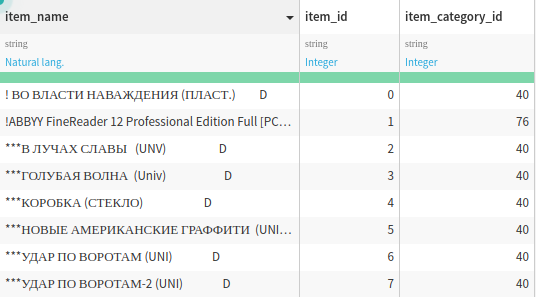 item_name item_id item_category_id
string string string
Natural lang. Integer Integer
! ВО ВЛАСТИ НАВАЖДЕНИЯ (ПЛАСТ.) D 0 40
!ABBYY FineReader 12 Professional Edition Full [PC... 1 76
***В ЛУЧАХ СЛАВЫ (UNV) D 2 40
***ГОЛУБАЯ ВОЛНА (Univ) D 3 40
***КОРОБКА (СТЕКЛО) D 4 40
***НОВЫЕ АМЕРИКАНСКИЕ ГРАФФИТИ (UNI... 5 40
***УДАР ПО ВОРОТАМ (UNI) D 6 40
***УДАР ПО ВОРОТАМ-2 (UNI) D 7 40